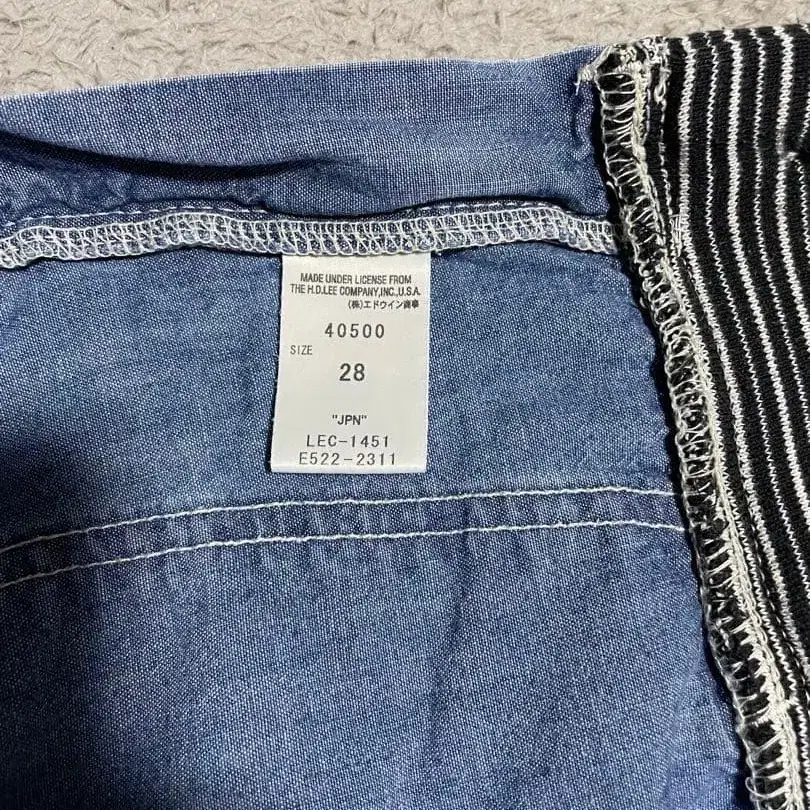 MADE UNDER LICENSE FROM
THE H.D.LEE COMPANY,INC.,U.S.A.
(株)エドウイン商事
40500
SIZE
28
"JPN"
LEC-1451
E522-2311